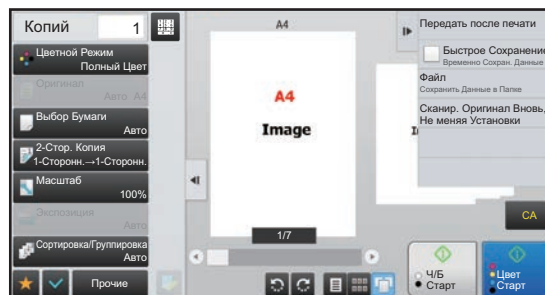 Копий 1
Цветной Режим
Полный Цвет
Оригинал
Авто A4
Выбор Бумаги
Авто
2-Стор. Копия
1-Сторонн.→1-Сторонн.
Масштаб
100%
Экспозиция
Авто
Сортировка/Группировка
Авто
Прочие
A4
A4
Image
1/7
Передать после печати
Быстрое Сохранение
Временно Сохран. Данные
Файл
Сохранить Данные в Папке
Сканир. Оригинал Вновь,
Не меняя Установки
CA
Ч/Б
Старт
Цвет
Старт